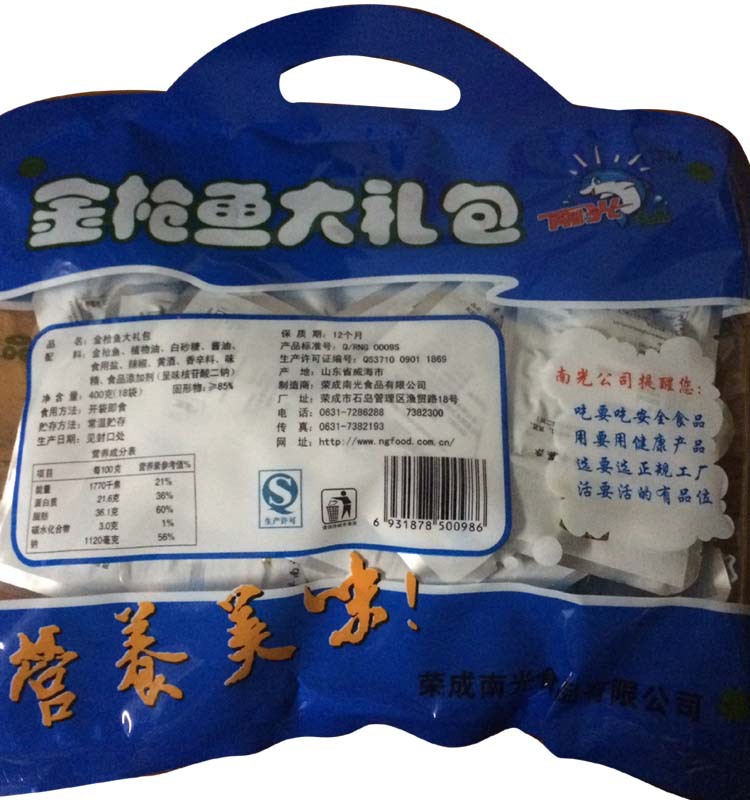 金枪鱼大礼包
品 名：金枪鱼大礼包
配 料：金枪鱼、植物油、白砂糖、酱油、
食用盐、辣椒、黄酒、香辛料、味
精、食品添加剂（呈味核苷酸二钠）
净含量：400克(18袋) 固形物：≥85%
食用方法：开袋即食
贮存方法：常温贮存
生产日期：见封口处
营养成分表
项目 每100克 营养素参考值%
能量 1770千焦 21%
蛋白质 21.6克 36%
脂肪 36.1克 60%
碳水化合物 3.0克 1%
钠 1120毫克 56%
保 质 期：12个月
产品标准号：Q/RNG 0009S
生产许可证编号：QS3710 0901 1869
产 地：山东省威海市
制造商：荣成南光食品有限公司
厂 址：荣成市石岛管理区渔贸路18号
电 话：0631-7286288 7382300
传 真：0631-7382193
网 址：http://www.ngfood.com.cn/
生产许可
6 931878 500986
南光公司提醒您：
吃要吃安全食品
用要用健康产品
选要选正规工厂
活要活的有品位
营养美味！
荣成南光食品有限公司